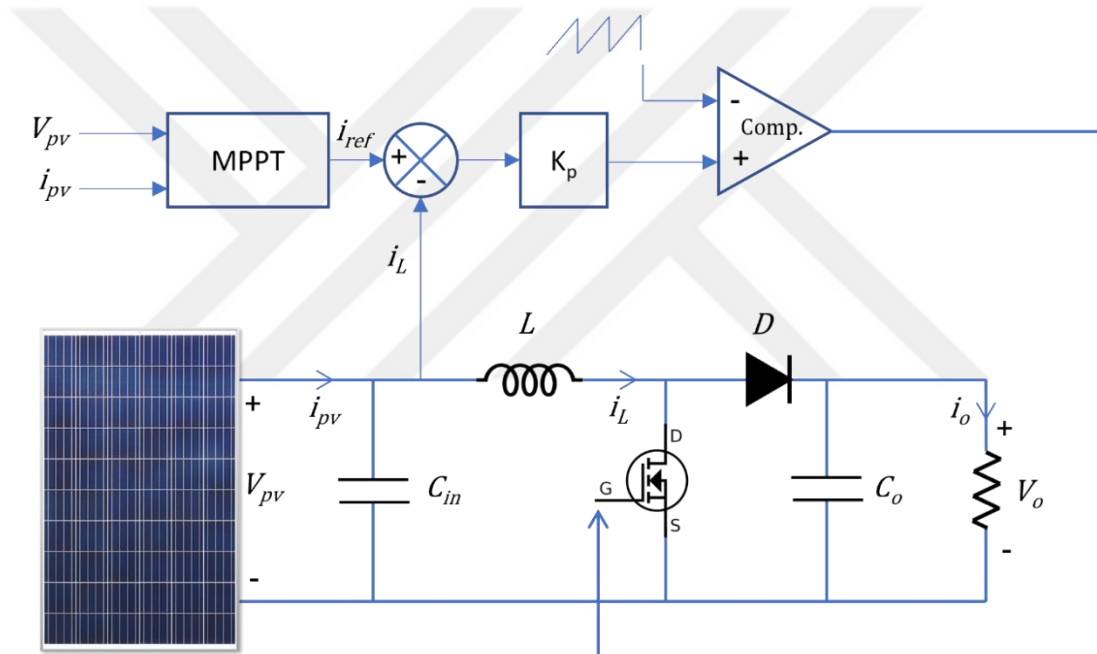 V_pv
i_pv
MPPT
i_ref
+
-
i_L
K_p
-
+
Comp.
L
D
+
i_pv
i_L
i_o
+
V_pv
C_in
D
G
S
C_o
V_o
-
-